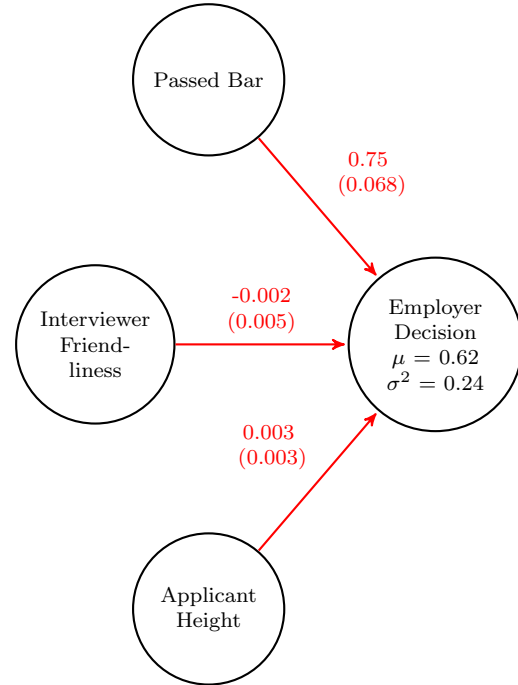 Passed Bar
0.75
(0.068)
Interviewer
Friend-
liness
-0.002
(0.005)
Employer
Decision
μ = 0.62
σ² = 0.24
0.003
(0.003)
Applicant
Height